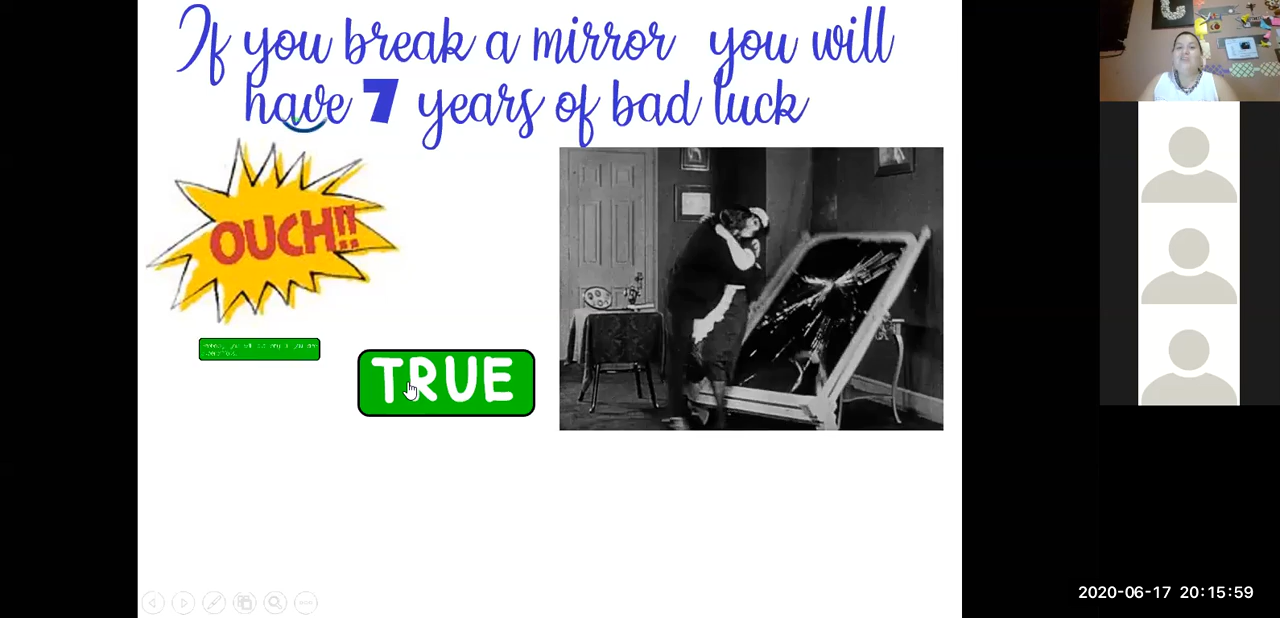 If you break a mirror you will
have 7 years of bad luck
OUCH!!
TRUE
2020-06-17 20:15:59